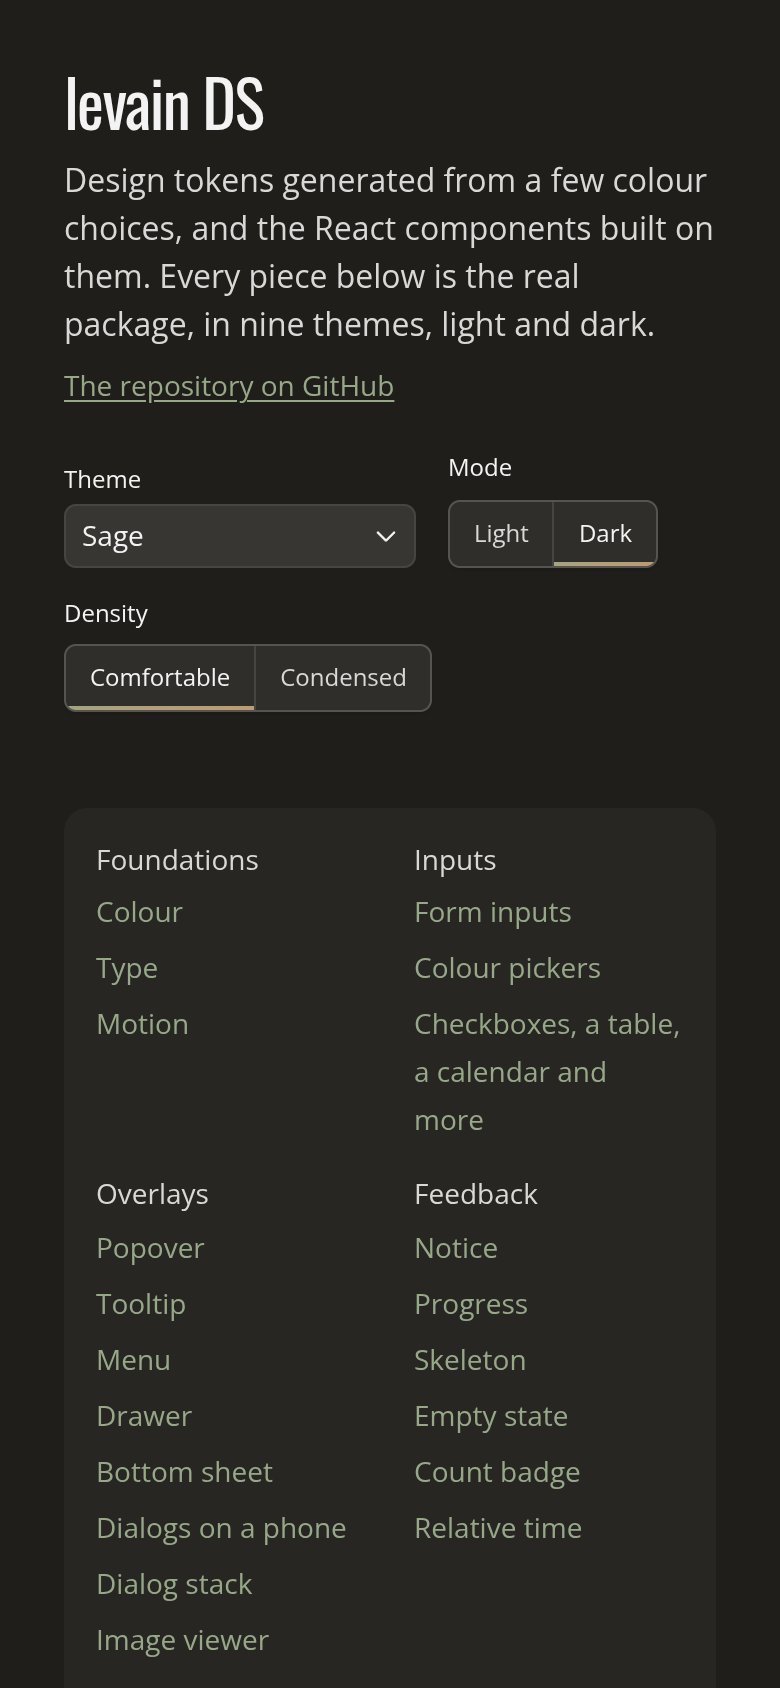 levain DS
Design tokens generated from a few colour
choices, and the React components built on
them. Every piece below is the real
package, in nine themes, light and dark.
The repository on GitHub
Theme
Sage
Mode
Light
Dark
Density
Comfortable
Condensed
Foundations
Colour
Type
Motion
Inputs
Form inputs
Colour pickers
Checkboxes, a table,
a calendar and
more
Overlays
Popover
Tooltip
Menu
Drawer
Bottom sheet
Dialogs on a phone
Dialog stack
Image viewer
Feedback
Notice
Progress
Skeleton
Empty state
Count badge
Relative time